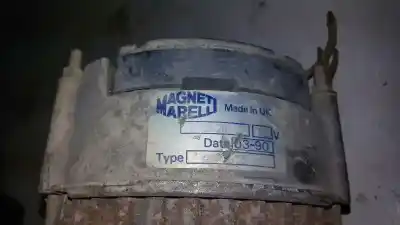 MAGNETI
MARELLI
Made in UK
V
Date 03-90
Type